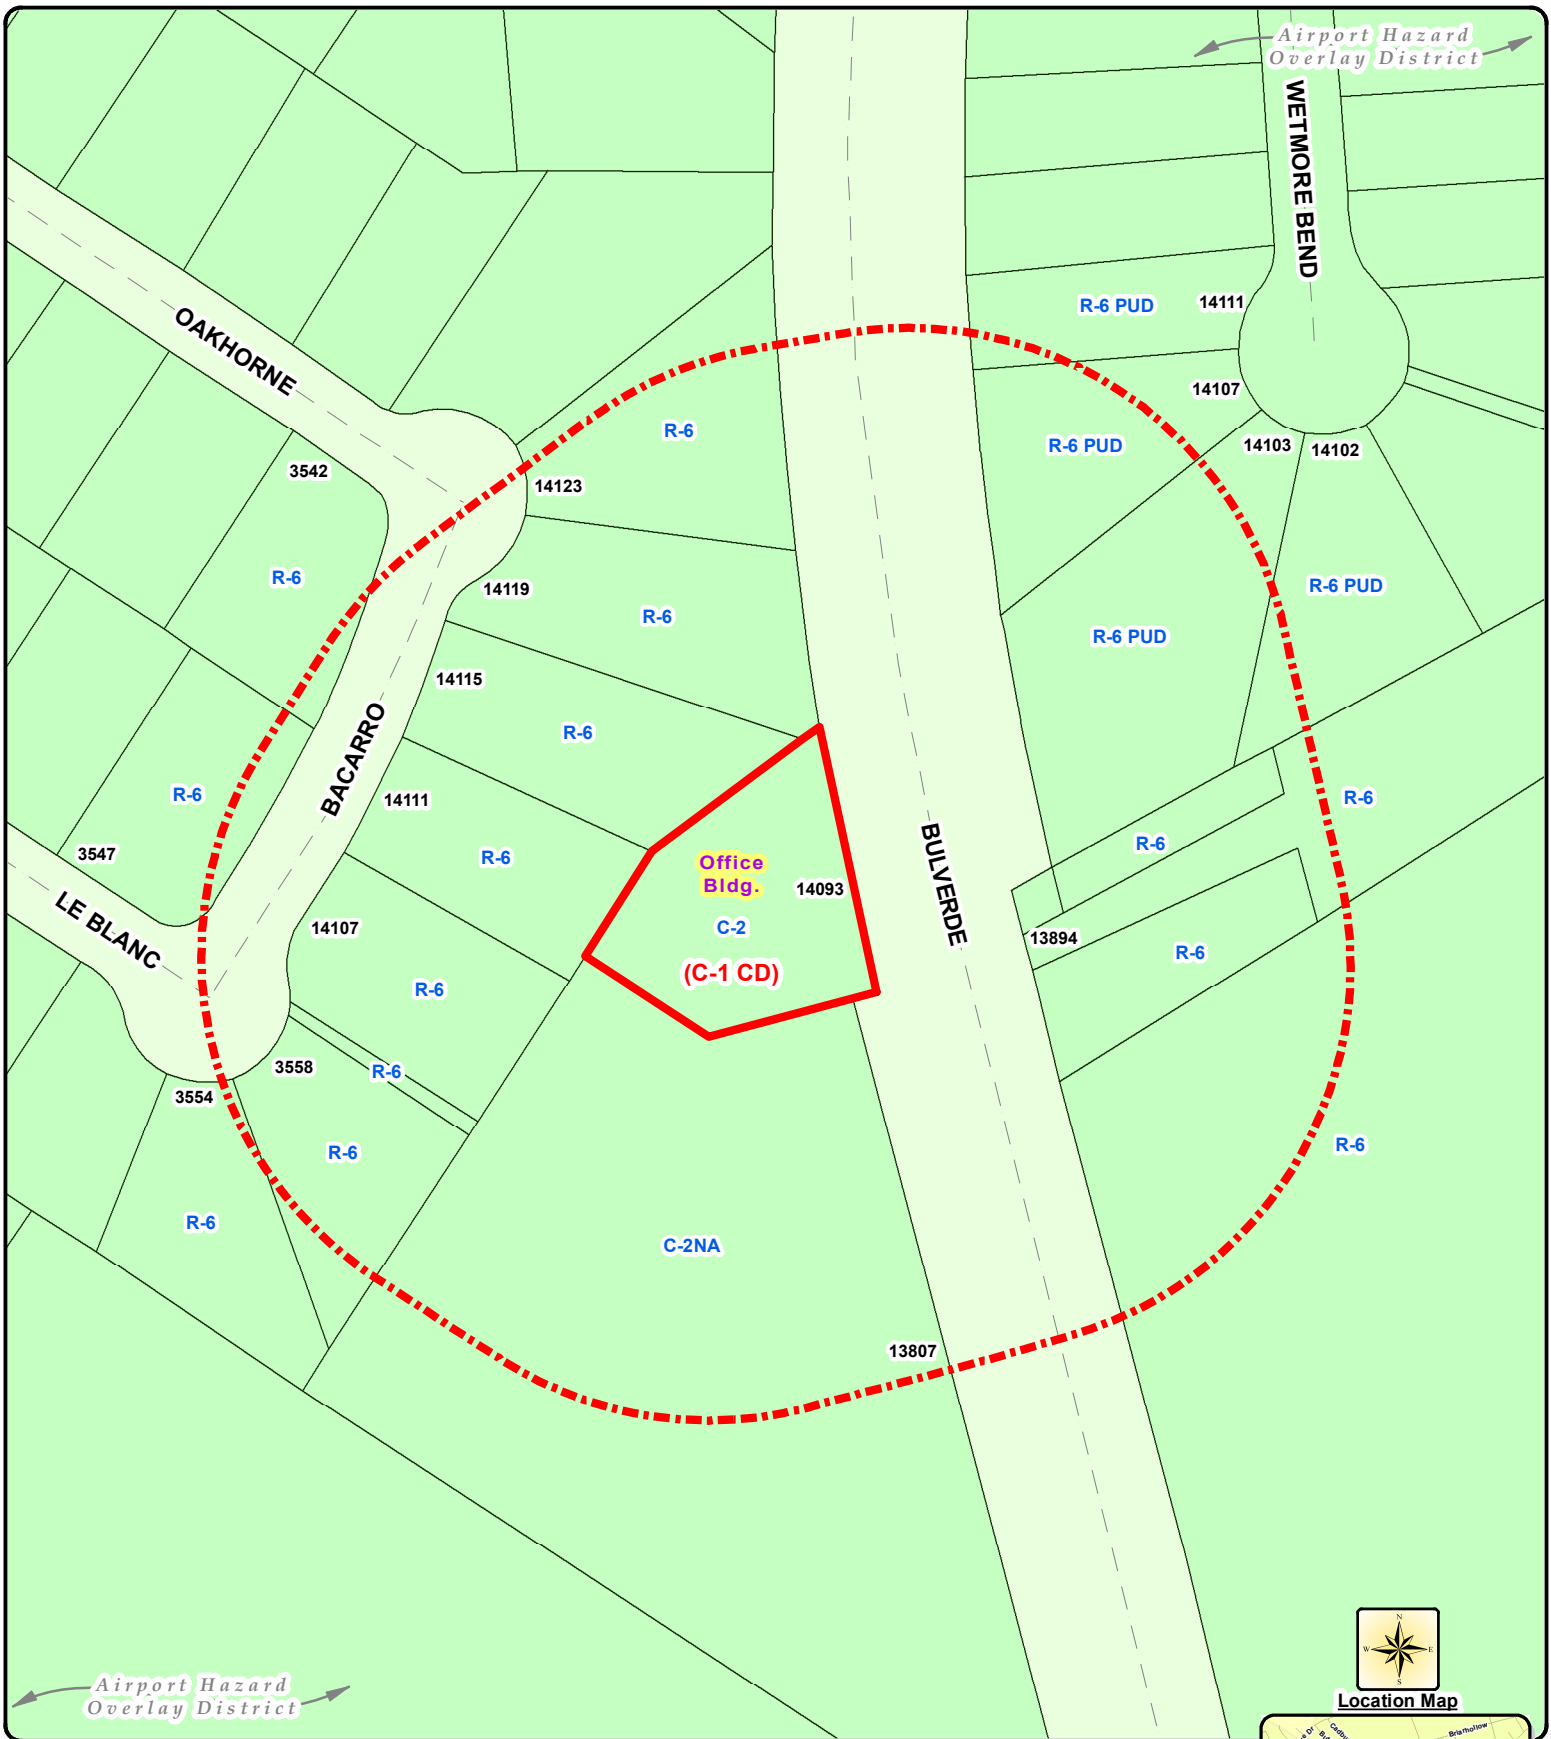 Airport Hazard
Overlay District
WETMORE BEND
R-6 PUD
14111
OAKHORNE
14107
R-6
R-6 PUD
14103
14102
3542
14123
R-6
14119
R-6 PUD
R-6
R-6 PUD
14115
R-6
BACARRO
R-6
14111
R-6
R-6
3547
R-6
Office
Bldg.
14093
BULVERDE
LE BLANC
14107
C-2
13894
R-6
(C-1 CD)
R-6
3558
R-6
3554
R-6
R-6
R-6
C-2NA
13807
N
W
E
S
Airport Hazard
Overlay District
Location Map
Briarhollow